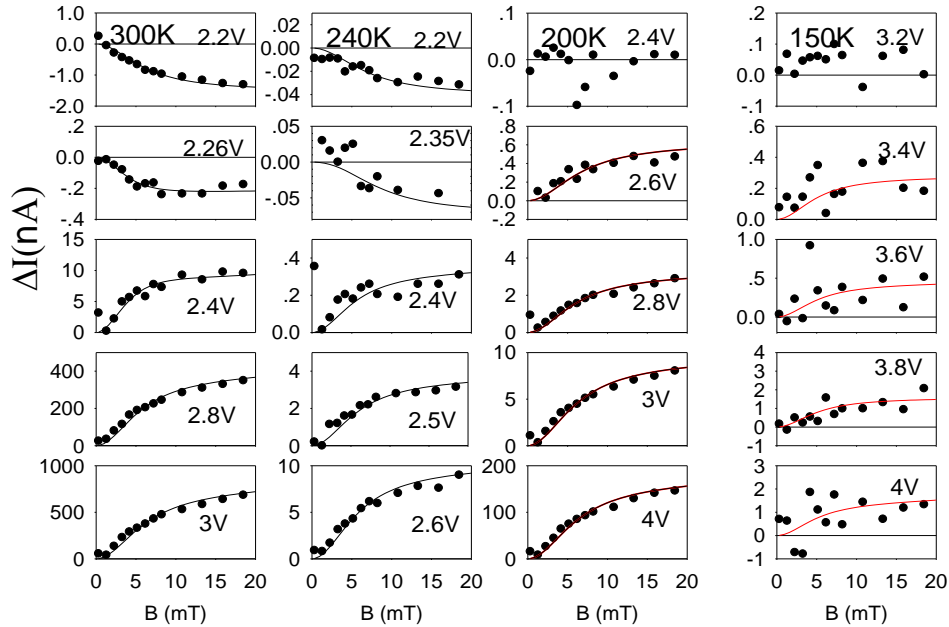 ΔI(nA)
300K 2.2V
1.0
0.0
-1.0
-2.0
240K 2.2V
0.00
-.02
-.04
200K 2.4V
.1
0.0
-.1
150K 3.2V
.1
0.0
-.1
2.26V
.2
0.0
-.2
-.4
2.35V
.05
0.00
-.05
2.6V
.8
.6
.4
.2
0.0
-.2
3.4V
.6
.4
.2
0.0
2.4V
15
10
5
0
2.4V
.4
.2
0.0
2.8V
4
2
0
3.6V
1.0
.5
0.0
2.8V
400
200
0
2.5V
4
2
0
3V
10
5
0
3.8V
4
3
2
1
0
-1
3V
1000
500
0
2.6V
10
5
0
4V
200
100
0
4V
3
2
1
0
-1
0 5 10 15 20
0 5 10 15 20
0 5 10 15 20
0 5 10 15 20
B (mT)
B (mT)
B (mT)
B (mT)